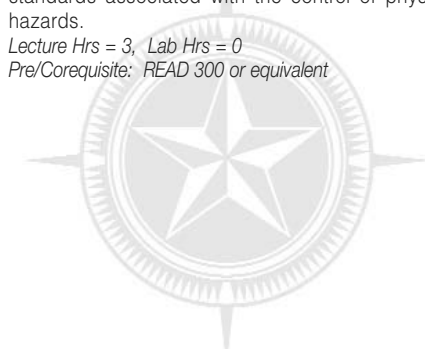 standards associated with the control of
hazards.
Lecture Hrs = 3, Lab Hrs = 0
Pre/Corequisite: READ 300 or equivalent